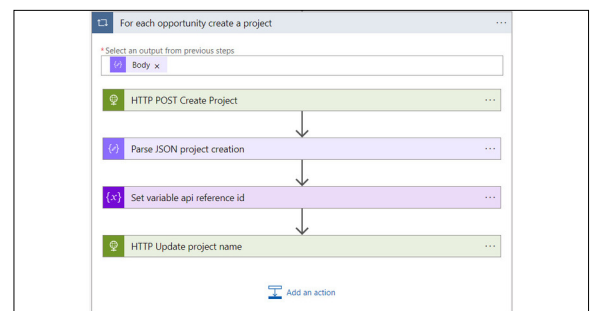 For each opportunity create a project
...
* Select an output from previous steps
{/} Body ×
HTTP POST Create Project
...
{/} Parse JSON project creation
...
{x} Set variable api reference id
...
HTTP Update project name
...
Add an action